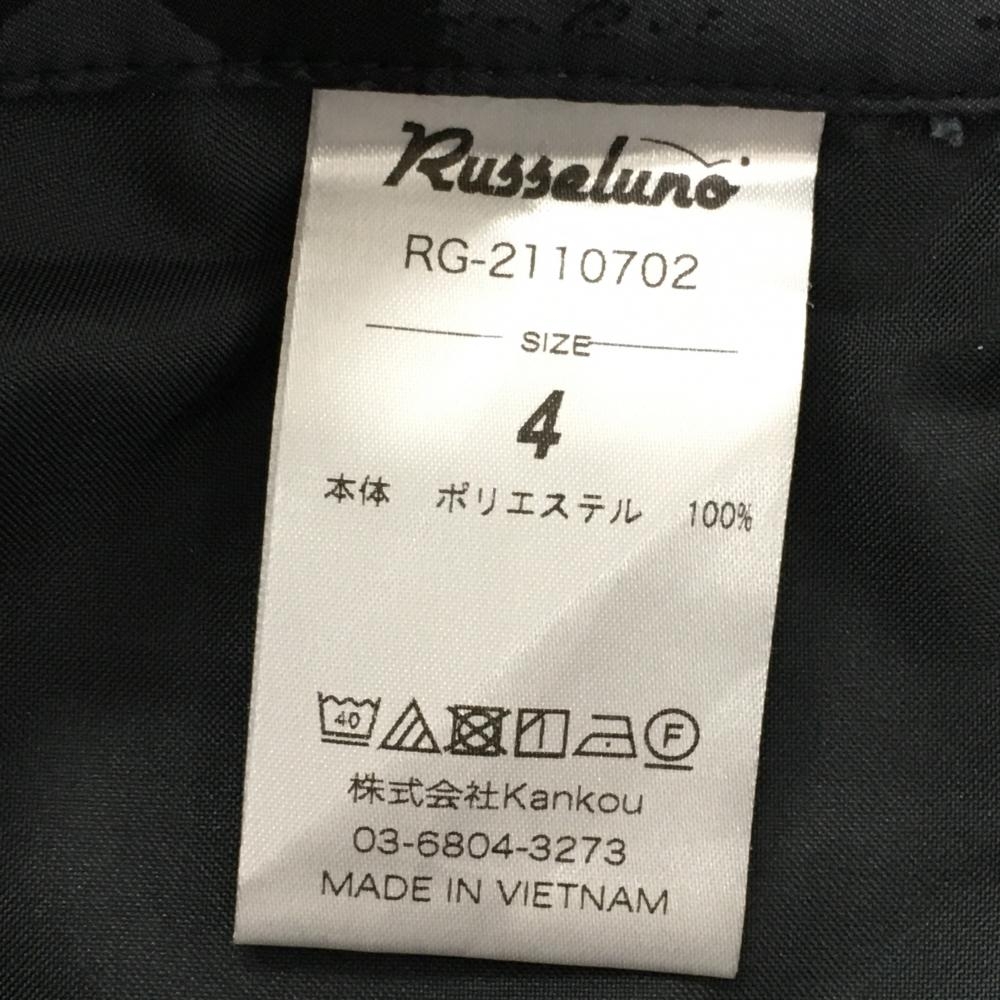 Russeluno
RG-2110702
SIZE
4
本体 ポリエステル 100%
40 F
株式会社Kankou
03-6804-3273
MADE IN VIETNAM